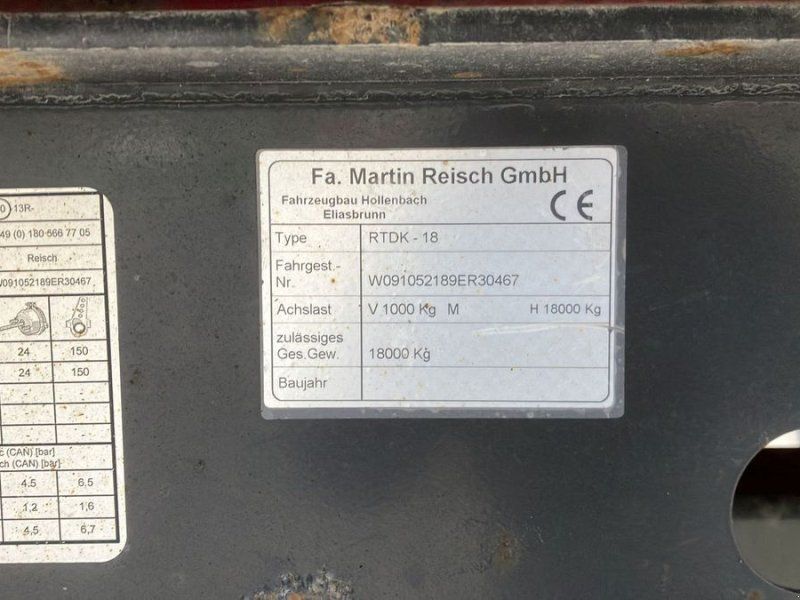 13R-
49 (0) 180 566 77 05
Reisch
W091052189ER30467
24 150
24 150
(CAN) [bar]
(CAN) [bar]
4.5 6.5
1,2 1,6
4,5 6,7
Fa. Martin Reisch GmbH
Fahrzeugbau Hollenbach
Eliasbrunn
CE
Type RTDK - 18
Fahrgest.-
Nr. W091052189ER30467
Achslast V 1000 Kg M H 18000 Kg
zulässiges
Ges.Gew. 18000 Kg
Baujahr